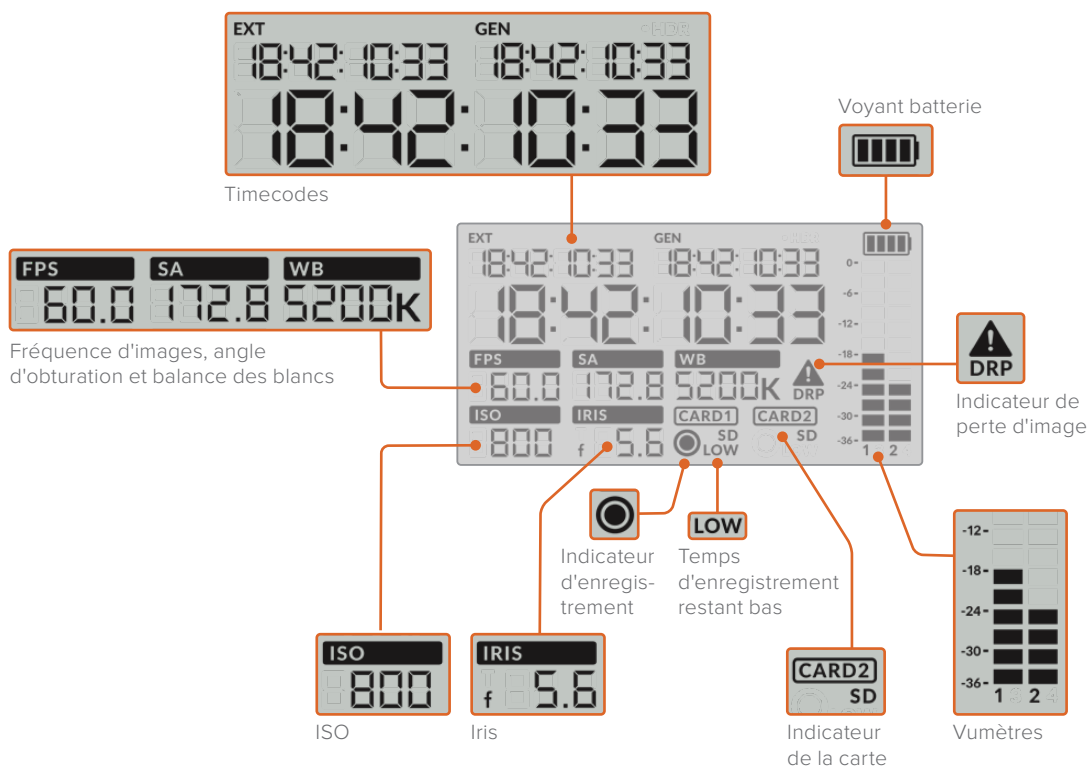 EXT GEN
18:42: 10:33 18:42: 10:33
18:42: 10:33
Timecodes
Voyant batterie
EXT GEN
18:42: 10:33 18:42: 10:33
18:42: 10:33
0-
-6-
-12-
-18-
-24-
-30-
-36-
1 2
FPS SA WB
60.0 172.8 5200K
DRP
ISO IRIS CARD1 CARD2
800 f 5.6 SD LOW SD
FPS SA WB
60.0 172.8 5200K
Fréquence d'images, angle
d'obturation et balance des blancs
DRP
Indicateur de
perte d'image
Indicateur
d'enregis-
trement
LOW
Temps
d'enregistrement
restant bas
ISO
800
ISO
IRIS
f 5.6
Iris
CARD2
SD
Indicateur
de la carte
-12-
-18-
-24-
-30-
-36-
1 2
Vumètres